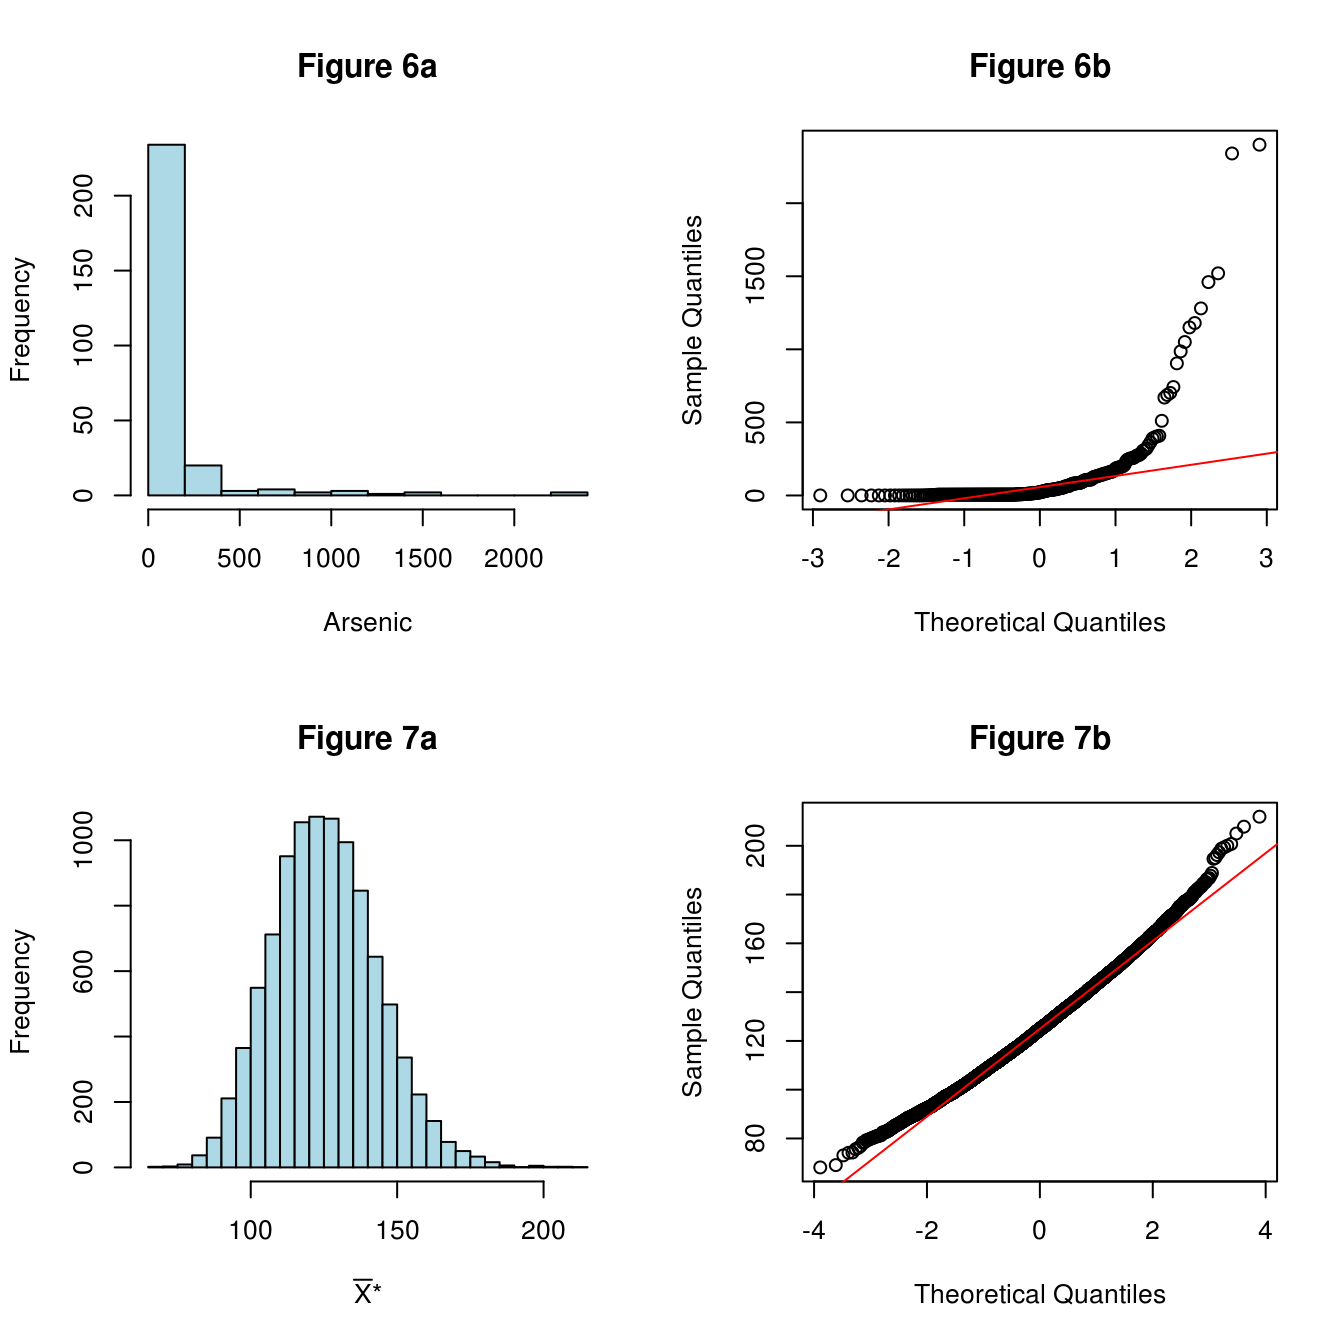 Figure 6a
Frequency
0 50 100 150 200
0 500 1000 1500 2000
Arsenic
Figure 6b
Sample Quantiles
0 500 1500
-3 -2 -1 0 1 2 3
Theoretical Quantiles
Figure 7a
Frequency
0 200 600 1000
100 150 200
X̅*
Figure 7b
Sample Quantiles
80 120 160 200
-4 -2 0 2 4
Theoretical Quantiles